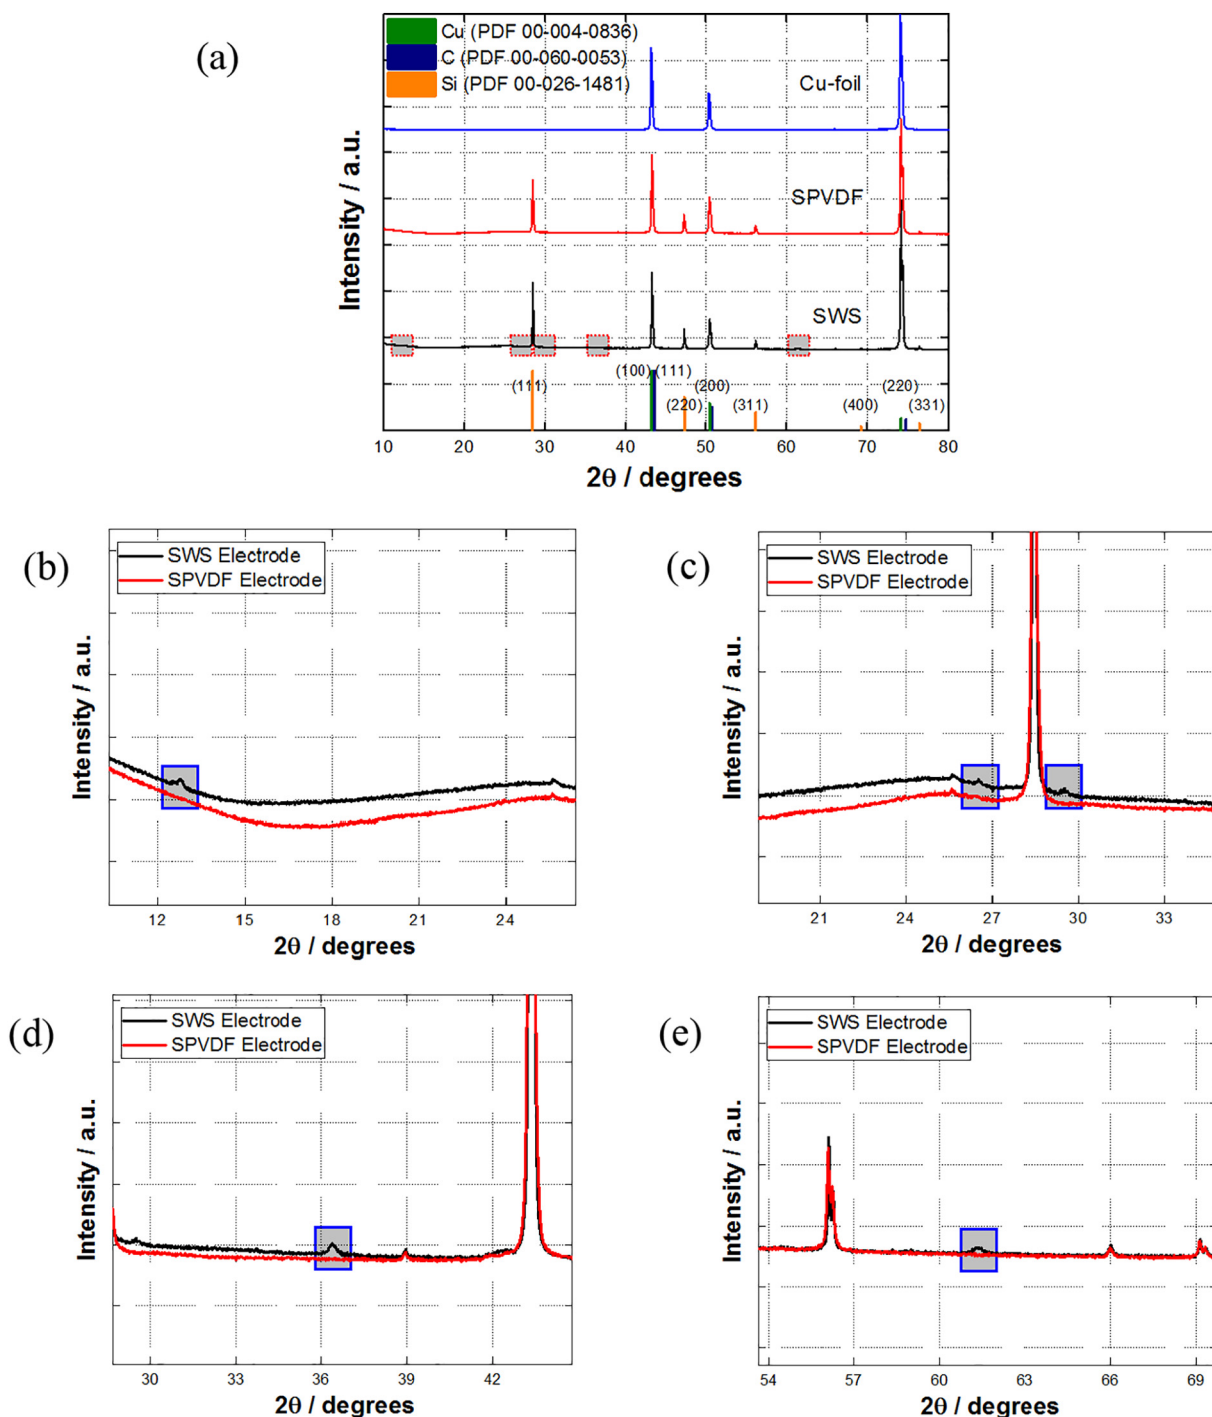 (a)
Cu (PDF 00-004-0836)
C (PDF 00-060-0053)
Si (PDF 00-026-1481)
Cu-foil
SPVDF
SWS
(111)
(100)
(111)
(220)
(200)
(311)
(400)
(220)
(331)
Intensity / a.u.
10 20 30 40 50 60 70 80
2θ / degrees
(b)
SWS Electrode
SPVDF Electrode
Intensity / a.u.
12 15 18 21 24
2θ / degrees
(c)
SWS Electrode
SPVDF Electrode
Intensity / a.u.
21 24 27 30 33
2θ / degrees
(d)
SWS Electrode
SPVDF Electrode
Intensity / a.u.
30 33 36 39 42
2θ / degrees
(e)
SWS Electrode
SPVDF Electrode
Intensity / a.u.
54 57 60 63 66 69
2θ / degrees